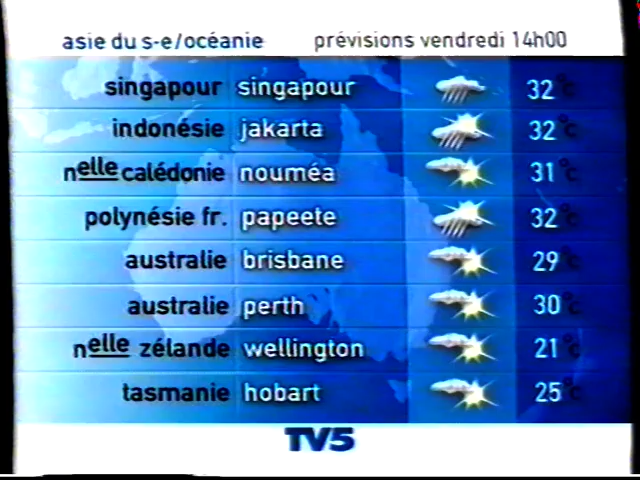 asie du s-e/océanie prévisions vendredi 14h00
singapour singapour 32°c
indonésie jakarta 32°c
nelle calédonie nouméa 31°c
polynésie fr. papeete 32°c
australie brisbane 29°c
australie perth 30°c
nelle zélande wellington 21°c
tasmanie hobart 25°c
TV5